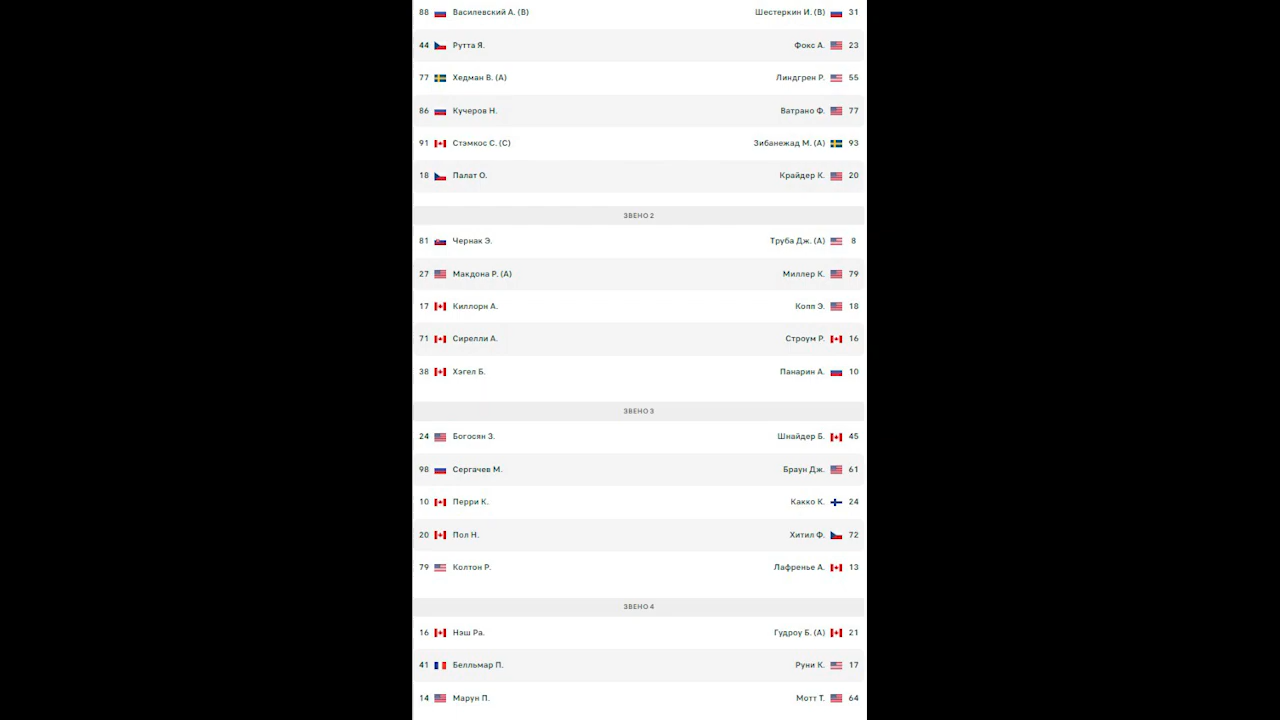 88 Василевский А. (В) Шестеркин И. (В) 31
44 Рутта Я. Фокс А. 23
77 Хедман В. (А) Линдгрен Р. 55
86 Кучеров Н. Ватрано Ф. 77
91 Стэмкос С. (С) Зибанежад М. (А) 93
18 Палат О. Крайдер К. 20
ЗВЕНО 2
81 Чернак Э. Труба Дж. (А) 8
27 Макдона Р. (А) Миллер К. 79
17 Киллорн А. Копп Э. 18
71 Сирелли А. Строум Р. 16
38 Хэгел Б. Панарин А. 10
ЗВЕНО 3
24 Богосян З. Шнайдер Б. 45
98 Сергачев М. Браун Дж. 61
10 Перри К. Какко К. 24
20 Пол Н. Хитил Ф. 72
79 Колтон Р. Лафренье А. 13
ЗВЕНО 4
16 Нэш Ра. Гудроу Б. (А) 21
41 Белльмар П. Руни К. 17
14 Марун П. Мотт Т. 64